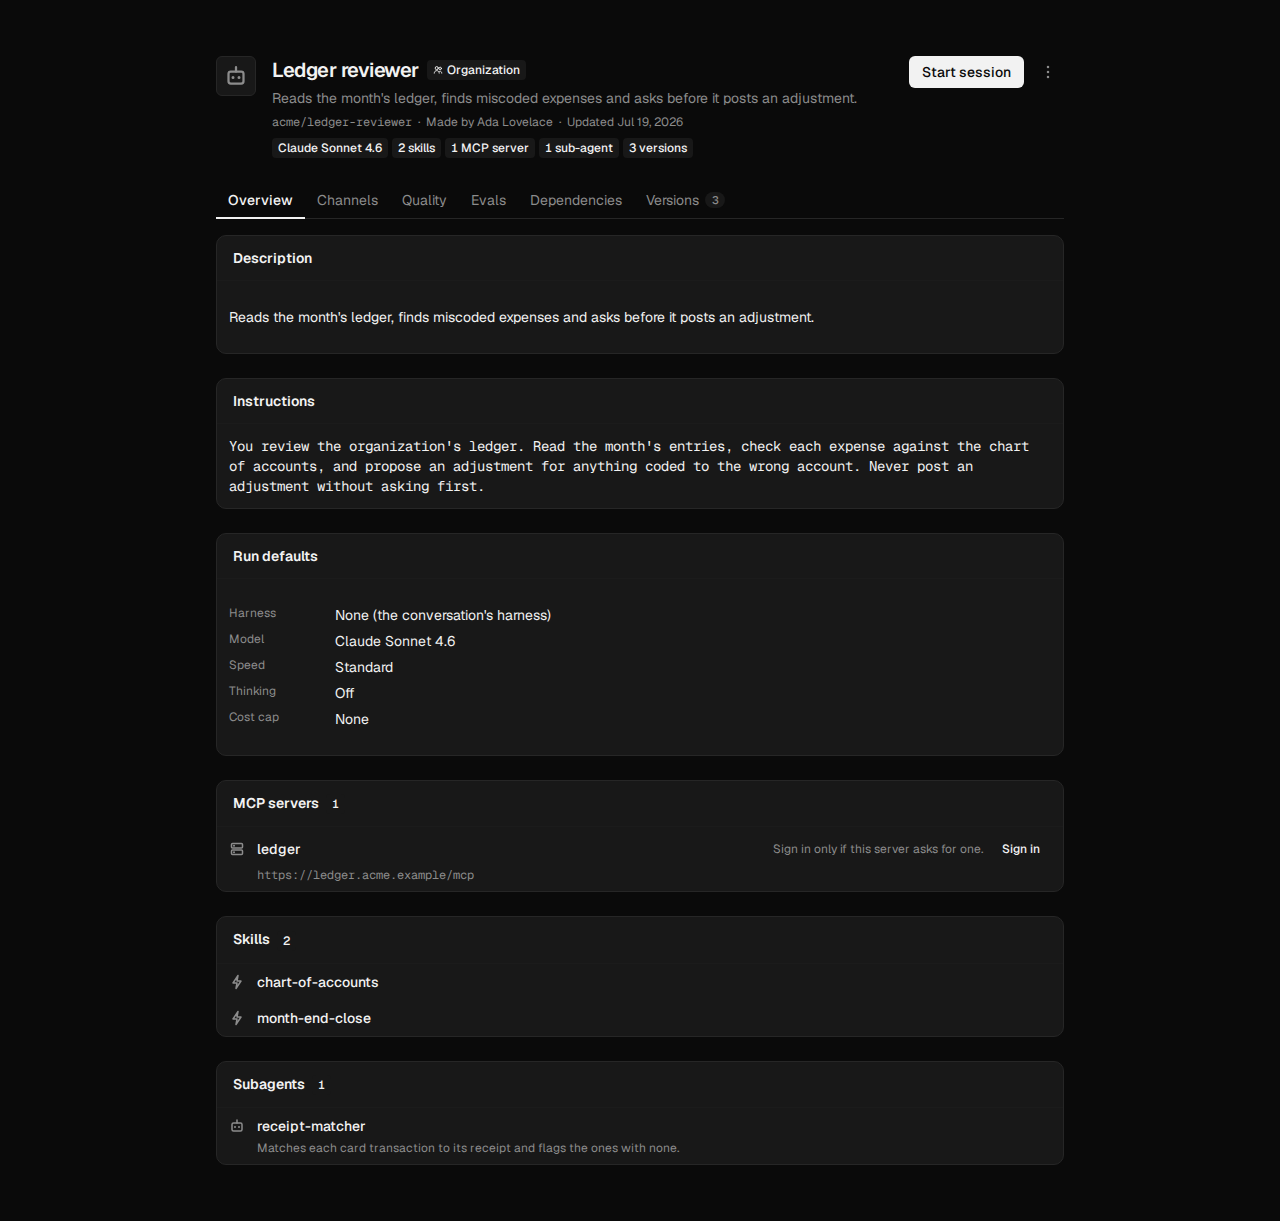 Ledger reviewer
Organization
Start session
Reads the month's ledger, finds miscoded expenses and asks before it posts an adjustment.
acme/ledger-reviewer · Made by Ada Lovelace · Updated Jul 19, 2026
Claude Sonnet 4.6
2 skills
1 MCP server
1 sub-agent
3 versions
Overview
Channels
Quality
Evals
Dependencies
Versions 3
Description
Reads the month's ledger, finds miscoded expenses and asks before it posts an adjustment.
Instructions
You review the organization's ledger. Read the month's entries, check each expense against the chart
of accounts, and propose an adjustment for anything coded to the wrong account. Never post an
adjustment without asking first.
Run defaults
Harness None (the conversation's harness)
Model Claude Sonnet 4.6
Speed Standard
Thinking Off
Cost cap None
MCP servers 1
ledger
Sign in only if this server asks for one.
Sign in
https://ledger.acme.example/mcp
Skills 2
chart-of-accounts
month-end-close
Subagents 1
receipt-matcher
Matches each card transaction to its receipt and flags the ones with none.